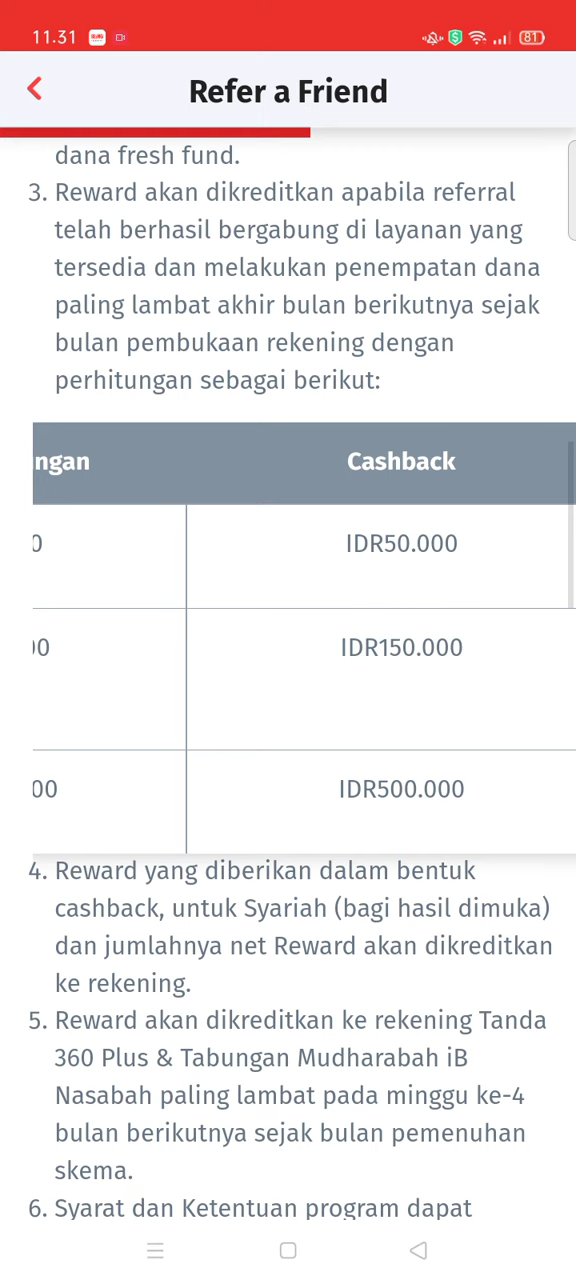 11.31
81
Refer a Friend
dana fresh fund.
3. Reward akan dikreditkan apabila referral
telah berhasil bergabung di layanan yang
tersedia dan melakukan penempatan dana
paling lambat akhir bulan berikutnya sejak
bulan pembukaan rekening dengan
perhitungan sebagai berikut:
ngan Cashback
0 IDR50.000
00 IDR150.000
00 IDR500.000
4. Reward yang diberikan dalam bentuk
cashback, untuk Syariah (bagi hasil dimuka)
dan jumlahnya net Reward akan dikreditkan
ke rekening.
5. Reward akan dikreditkan ke rekening Tanda
360 Plus & Tabungan Mudharabah iB
Nasabah paling lambat pada minggu ke-4
bulan berikutnya sejak bulan pemenuhan
skema.
6. Syarat dan Ketentuan program dapat